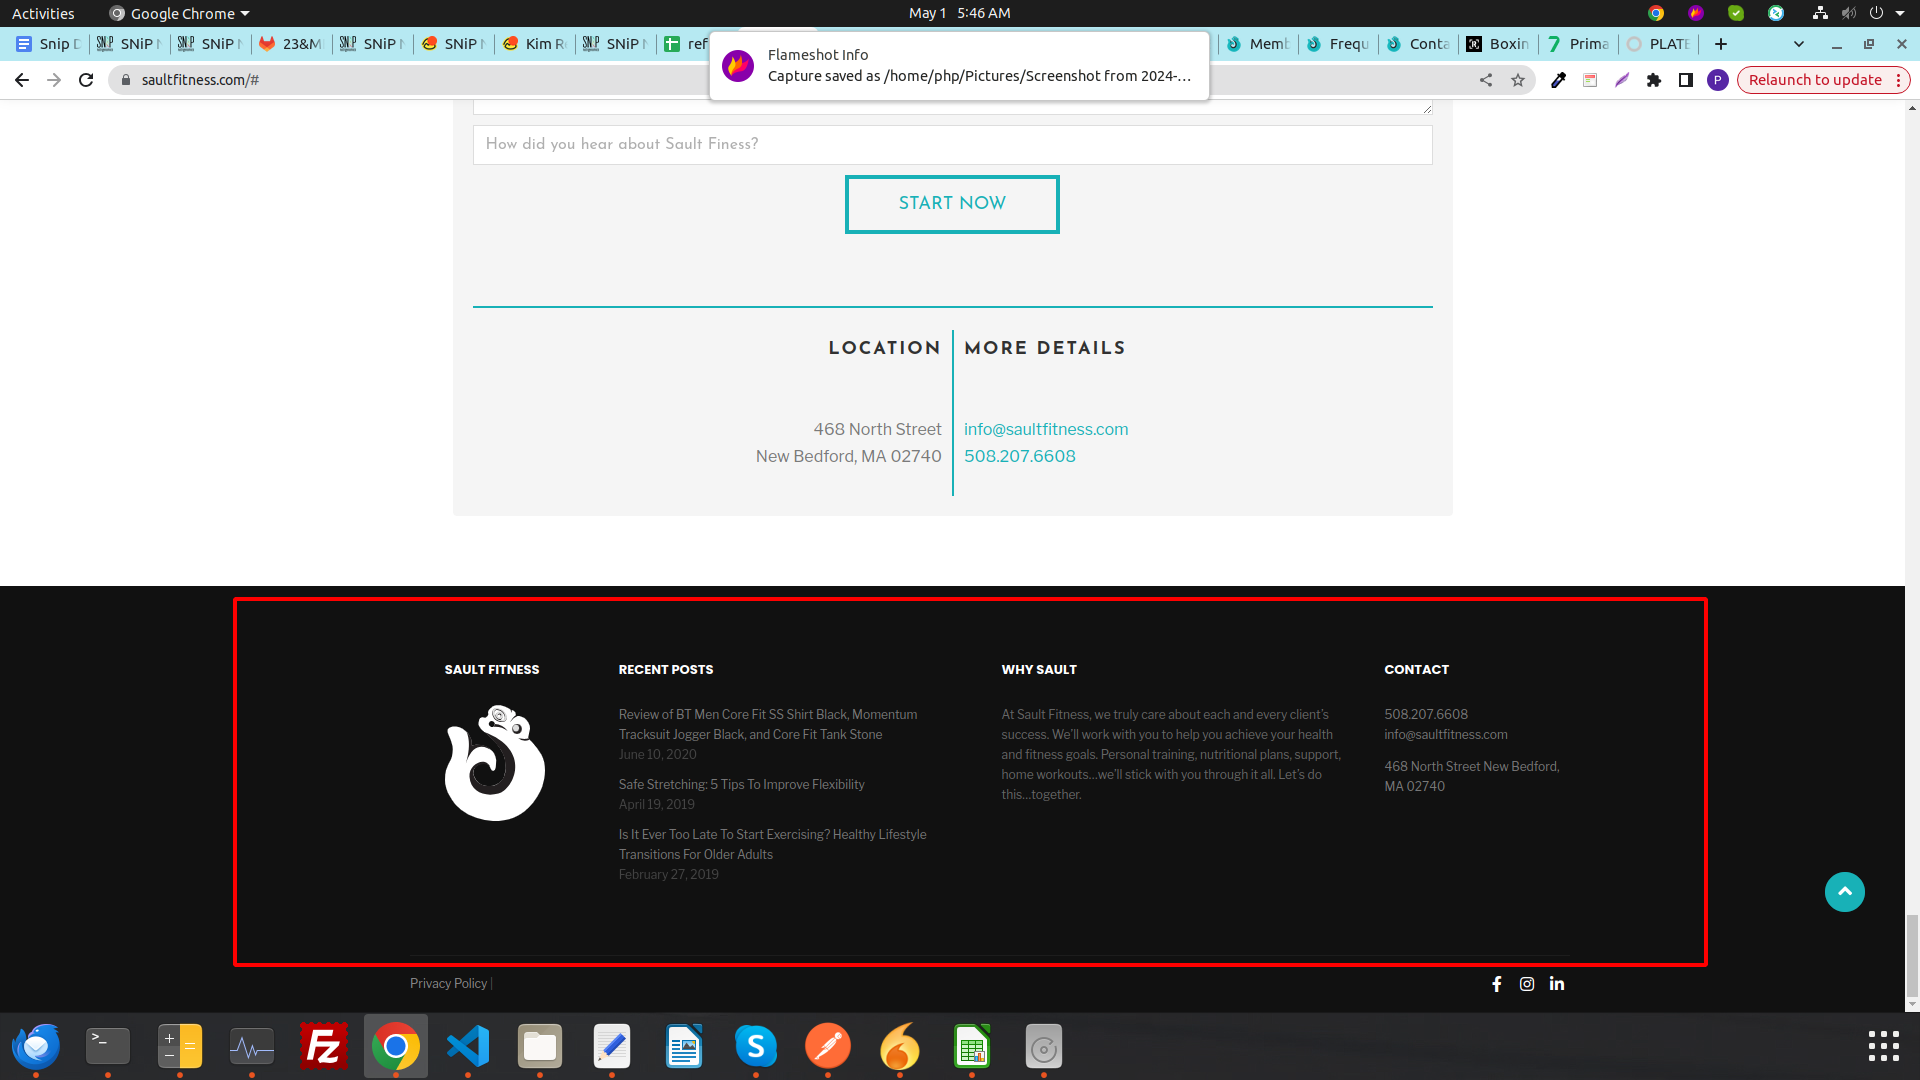 Activities
Google Chrome
May 1 5:46 AM
Snip D
SNiP N
SNiP N
23&M
SNiP N
SNiP N
Kim R
SNiP N
ref
Memb
Frequ
Conta
Boxin
Prima
PLATE
Flameshot Info
Capture saved as /home/php/Pictures/Screenshot from 2024-...
saultfitness.com/#
P
Relaunch to update
How did you hear about Sault Finess?
START NOW
LOCATION
MORE DETAILS
468 North Street
New Bedford, MA 02740
info@saultfitness.com
508.207.6608
SAULT FITNESS
RECENT POSTS
Review of BT Men Core Fit SS Shirt Black, Momentum
Tracksuit Jogger Black, and Core Fit Tank Stone
June 10, 2020
Safe Stretching: 5 Tips To Improve Flexibility
April 19, 2019
Is It Ever Too Late To Start Exercising? Healthy Lifestyle
Transitions For Older Adults
February 27, 2019
WHY SAULT
At Sault Fitness, we truly care about each and every client's
success. We'll work with you to help you achieve your health
and fitness goals. Personal training, nutritional plans, support,
home workouts...we'll stick with you through it all. Let's do
this...together.
CONTACT
508.207.6608
info@saultfitness.com
468 North Street New Bedford,
MA 02740
Privacy Policy |